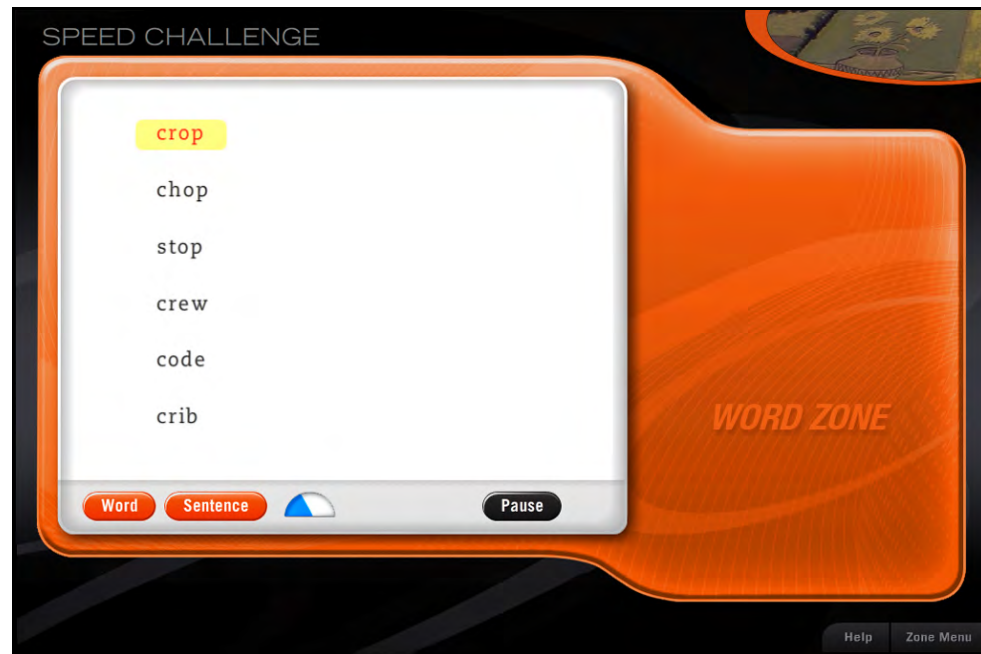 SPEED CHALLENGE
crop
chop
stop
crew
code
crib
WORD ZONE
Word Sentence Pause
Help Zone Menu